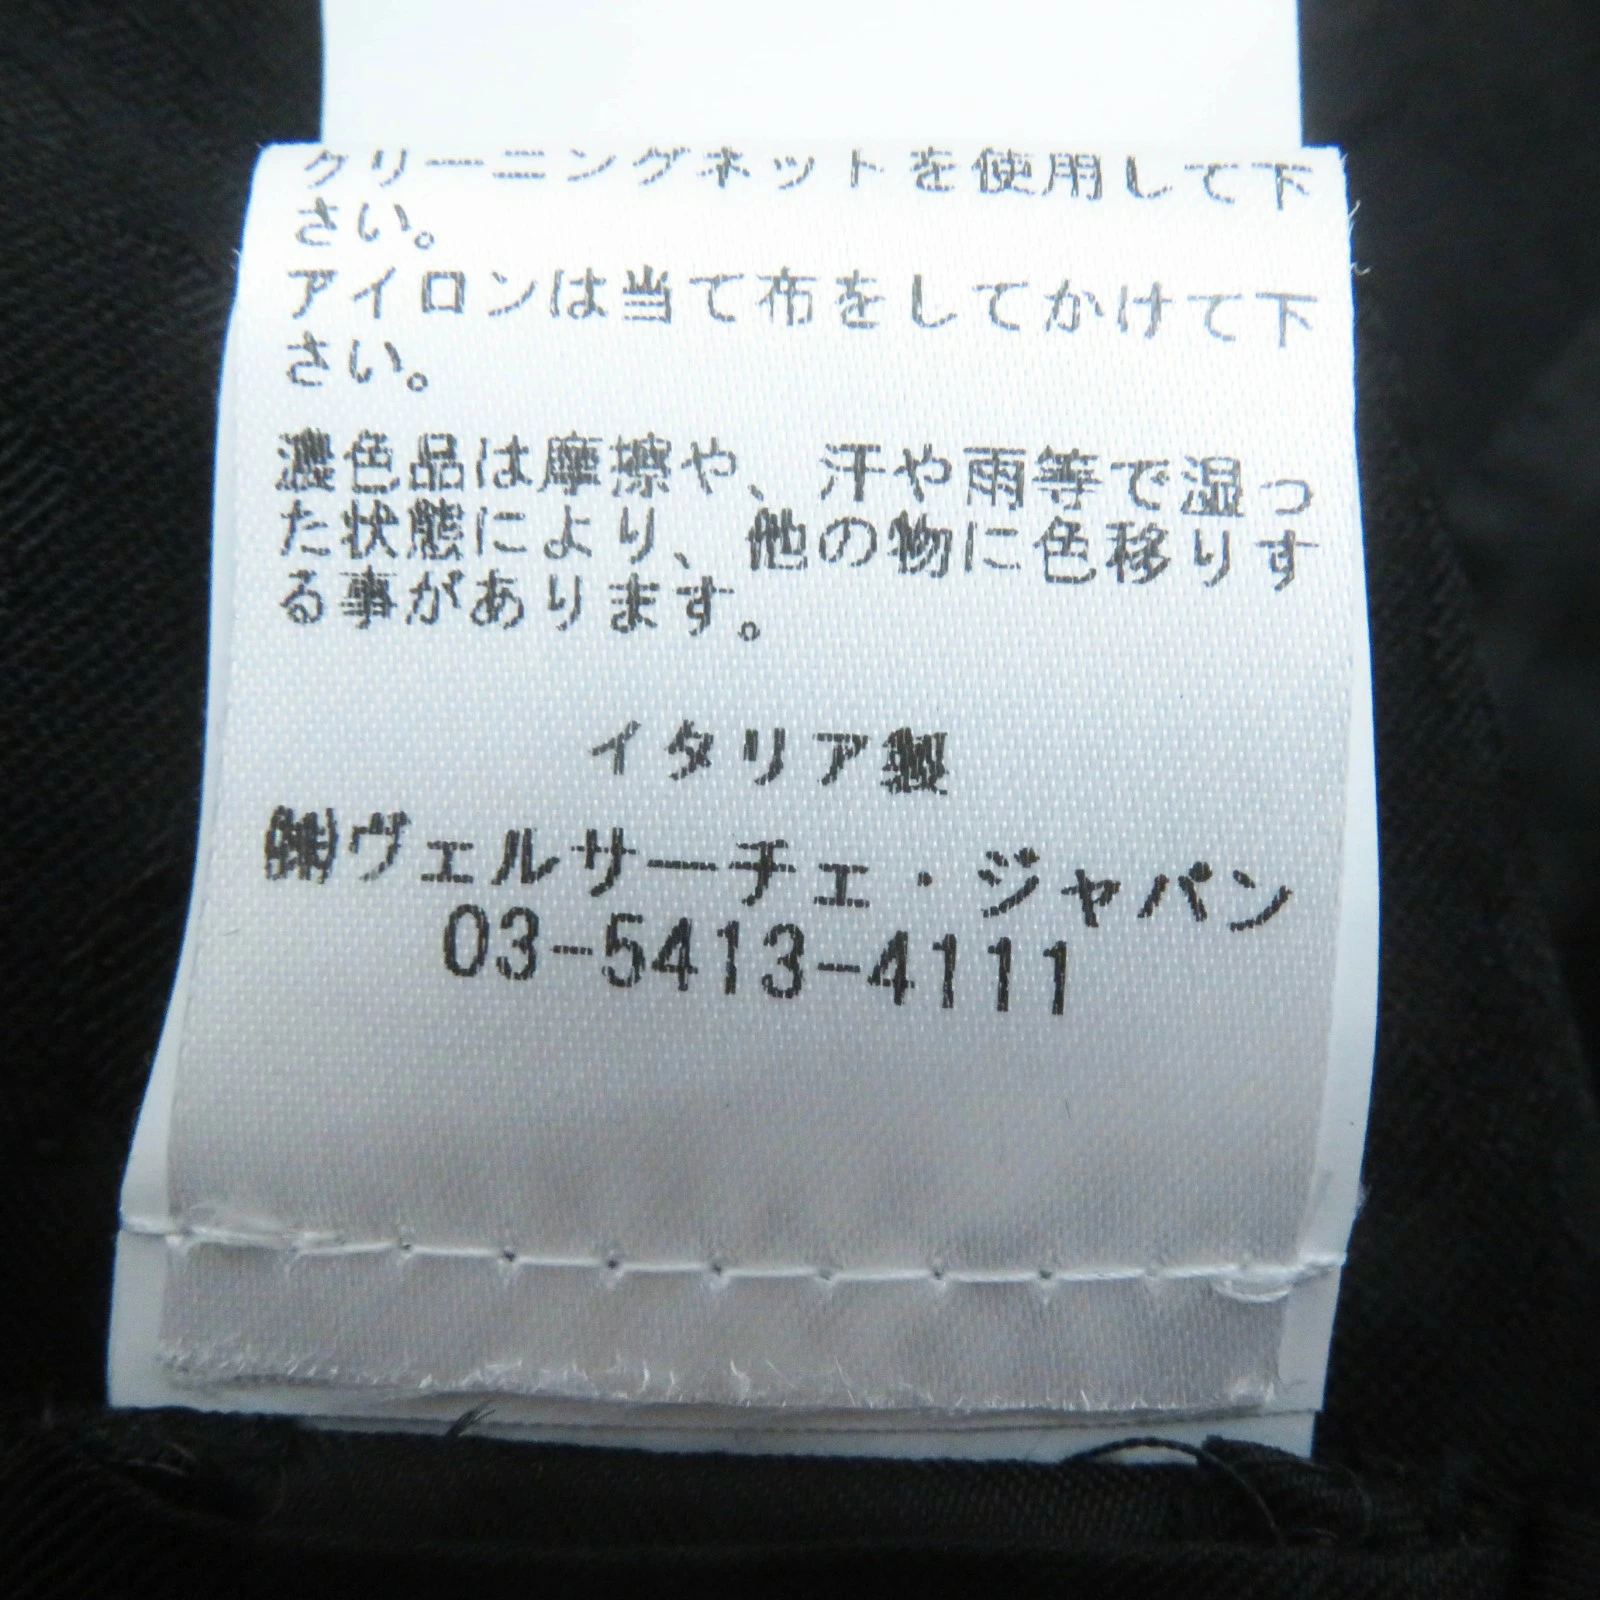 クリーニングネットを使用して下
さい。
アイロンは当て布をしてかけて下
さい。
濃色品は摩擦や、汗や雨等で湿っ
た状態により、他の物に色移りす
る事があります。
イタリア製
㈱ヴェルサーチェ・ジャパン
03-5413-4111